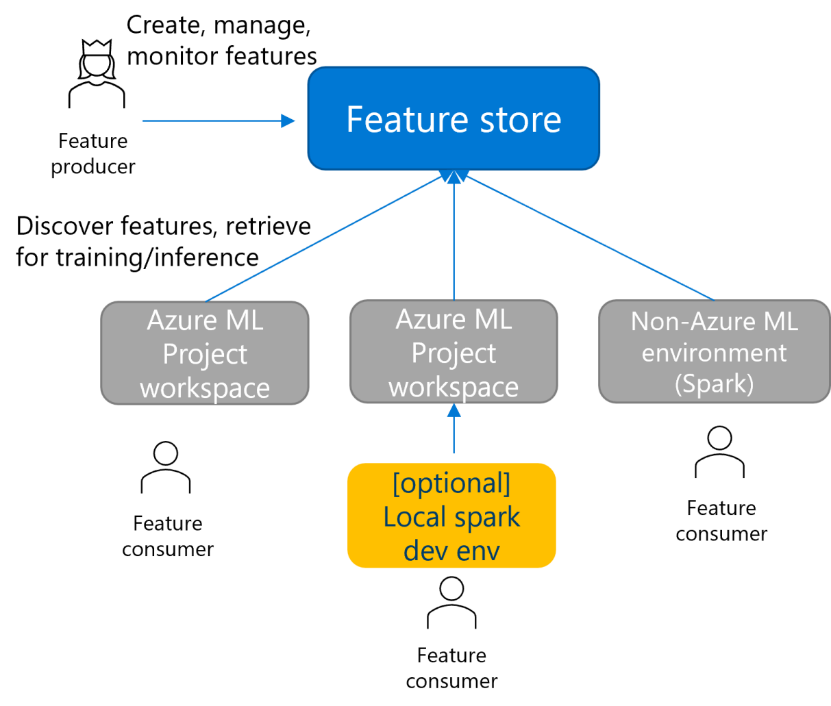 Create, manage,
monitor features
Feature
producer
Feature store
Discover features, retrieve
for training/inference
Azure ML
Project
workspace
Azure ML
Project
workspace
Non-Azure ML
environment
(Spark)
Feature
consumer
[optional]
Local spark
dev env
Feature
consumer
Feature
consumer